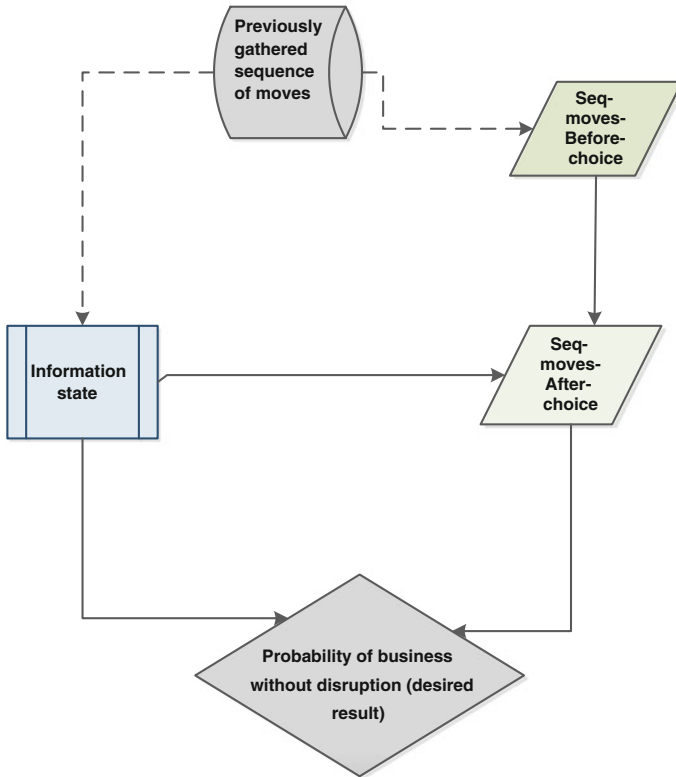 Previously
gathered
sequence
of moves
Seq-
moves-
Before-
choice
Information
state
Seq-
moves-
After-
choice
Probability of business
without disruption (desired
result)